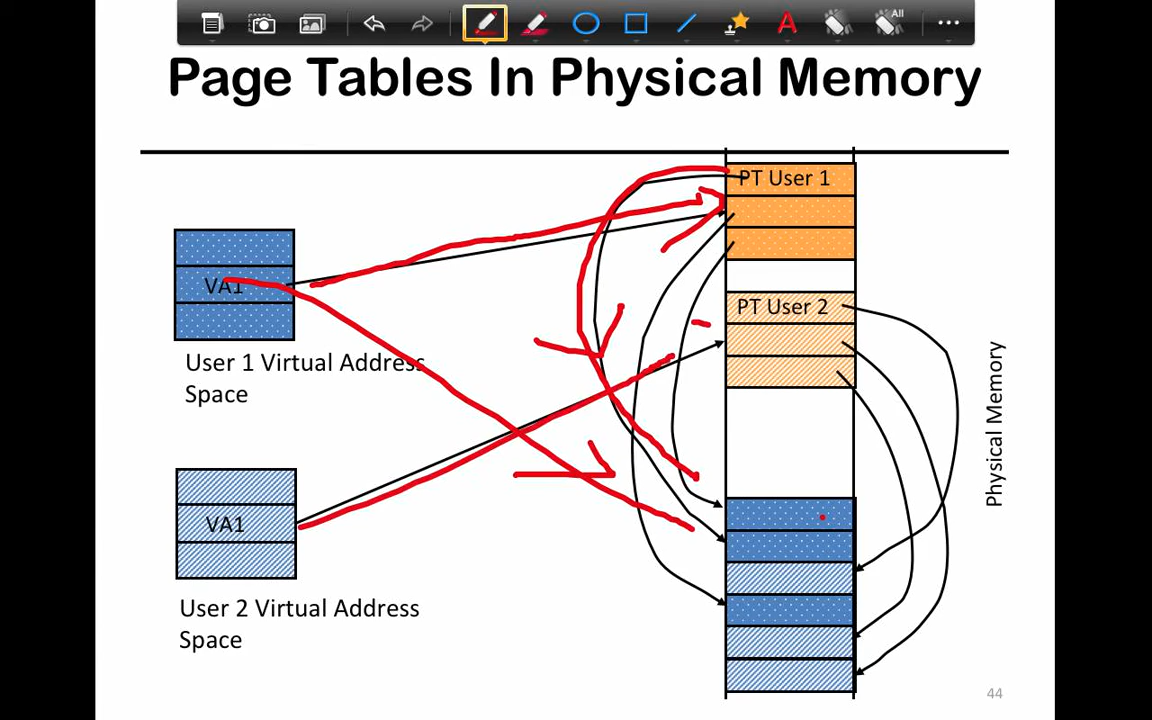 A
All
Page Tables In Physical Memory
PT User 1
VA1
User 1 Virtual Address
Space
PT User 2
Physical Memory
VA1
User 2 Virtual Address
Space
44